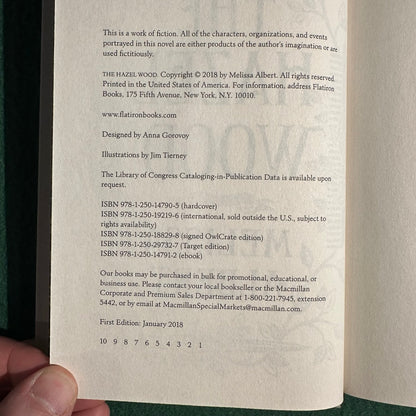 This is a work of fiction. All of the characters, organizations, and events
portrayed in this novel are either products of the author's imagination or are
used fictitiously.
THE HAZEL WOOD. Copyright © 2018 by Melissa Albert. All rights reserved.
Printed in the United States of America. For information, address Flatiron
Books, 175 Fifth Avenue, New York, N.Y. 10010.
www.flatironbooks.com
Designed by Anna Gorovoy
Illustrations by Jim Tierney
The Library of Congress Cataloging-in-Publication Data is available upon
request.
ISBN 978-1-250-14790-5 (hardcover)
ISBN 978-1-250-19219-6 (international, sold outside the U.S., subject to
rights availability)
ISBN 978-1-250-18829-8 (signed OwlCrate edition)
ISBN 978-1-250-29732-7 (Target edition)
ISBN 978-1-250-14791-2 (ebook)
Our books may be purchased in bulk for promotional, educational, or
business use. Please contact your local bookseller or the Macmillan
Corporate and Premium Sales Department at 1-800-221-7945, extension
5442, or by email at MacmillanSpecialMarkets@macmillan.com.
First Edition: January 2018
10 9 8 7 6 5 4 3 2 1